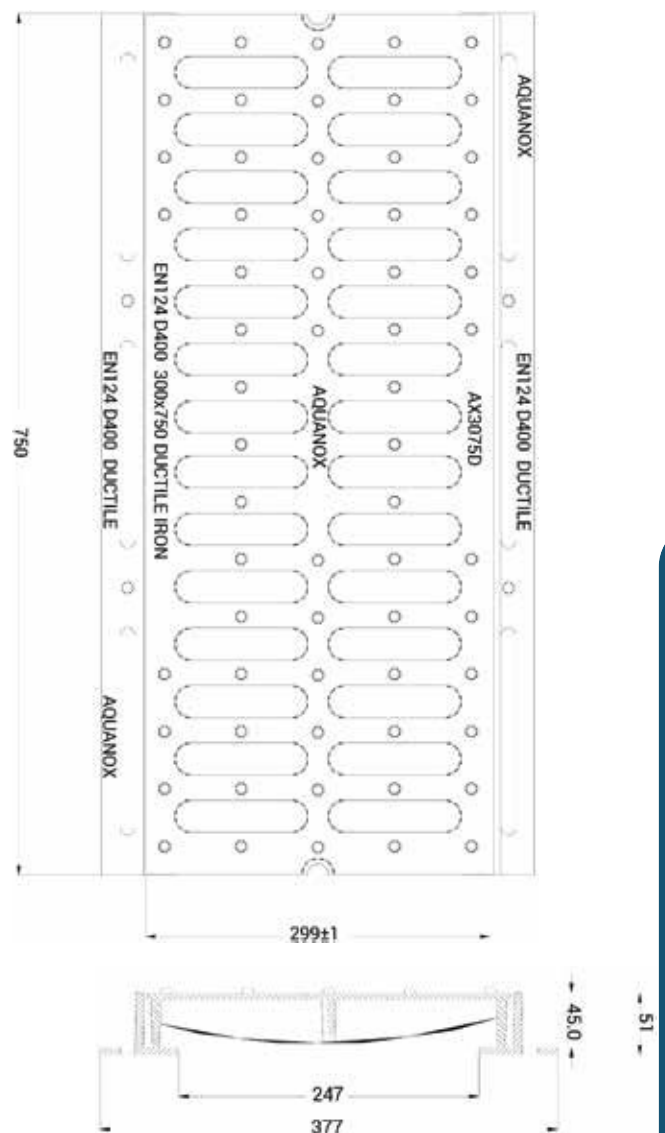 AQUANOX
EN124 D400 DUCTILE
AX3075D
AQUANOX
EN124 D400 300x750 DUCTILE IRON
EN124 D400 DUCTILE
AQUANOX
750
299±1
45.0
51
247
377